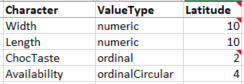 Character ValueType Latitude
Width numeric 10
Length numeric 10
ChocTaste ordinal 2
Availability ordinalCircular 4